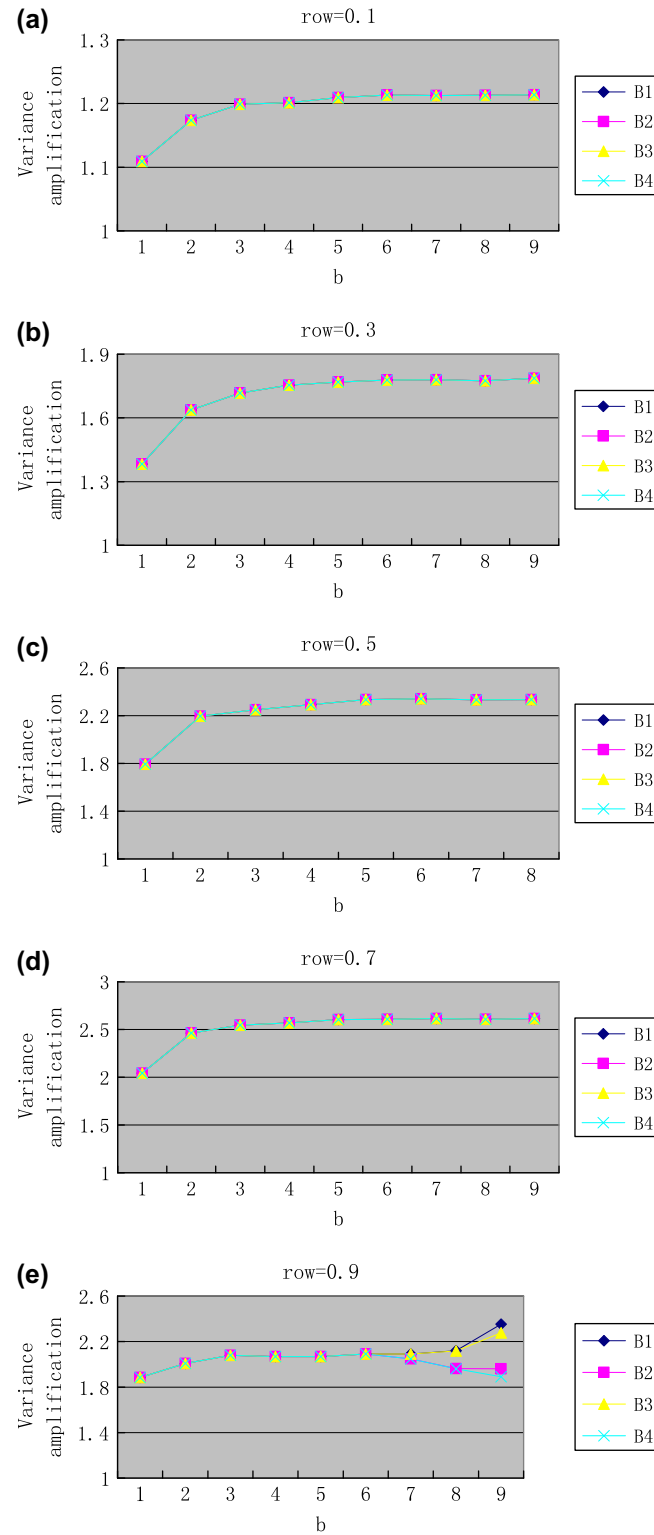 (a)
row=0.1
1.3
1.2
1.1
1
Variance
amplification
1 2 3 4 5 6 7 8 9
b
B1
B2
B3
B4
(b)
row=0.3
1.9
1.6
1.3
1
Variance
amplification
1 2 3 4 5 6 7 8 9
b
B1
B2
B3
B4
(c)
row=0.5
2.6
2.2
1.8
1.4
1
Variance
amplification
1 2 3 4 5 6 7 8
b
B1
B2
B3
B4
(d)
row=0.7
3
2.5
2
1.5
1
Variance
amplification
1 2 3 4 5 6 7 8 9
b
B1
B2
B3
B4
(e)
row=0.9
2.6
2.2
1.8
1.4
1
Variance
amplification
1 2 3 4 5 6 7 8 9
b
B1
B2
B3
B4